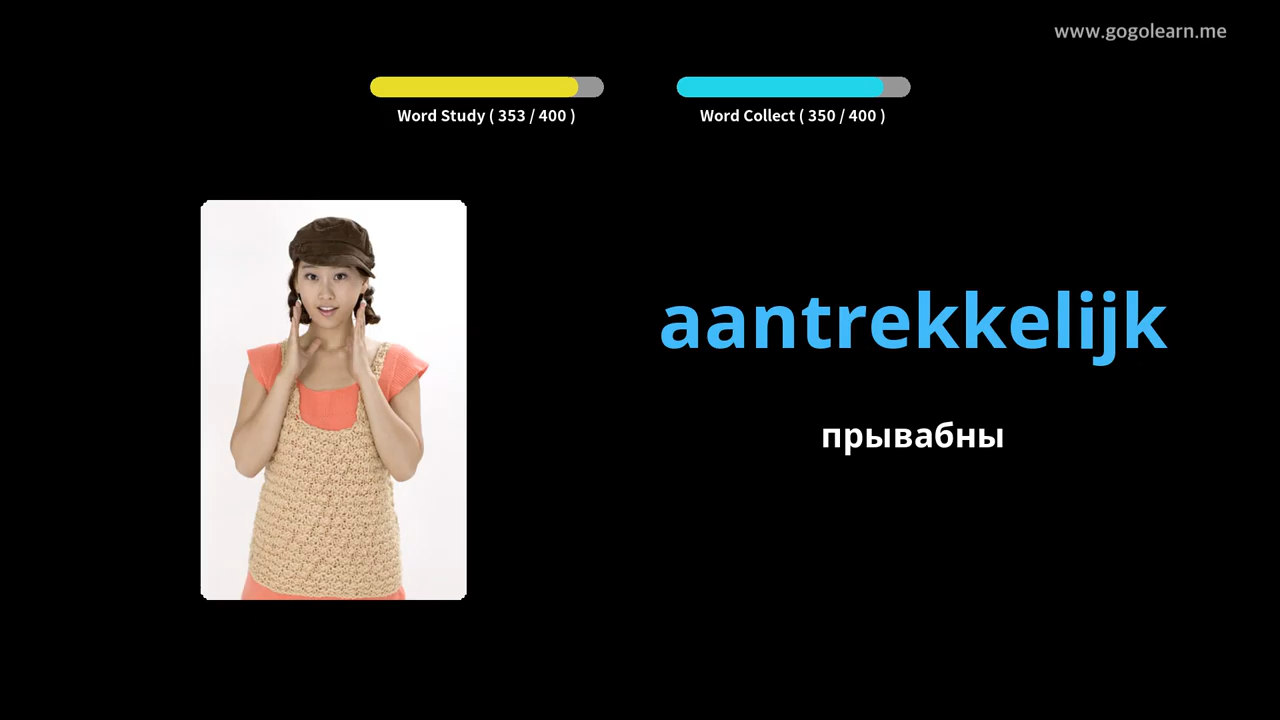 www.gogolearn.me
Word Study ( 353 / 400 )
Word Collect ( 350 / 400 )
aantrekkelijk
прывабны